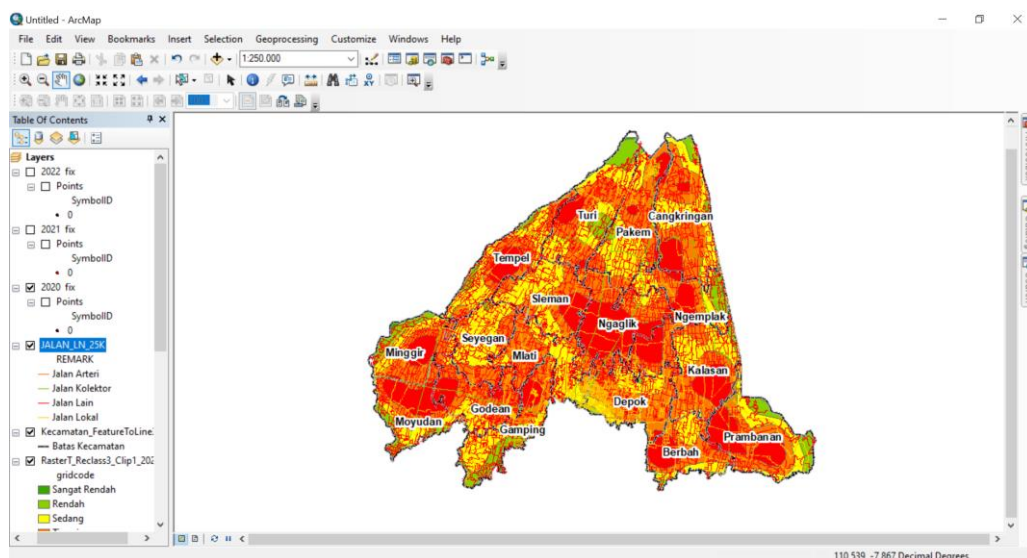 Untitled - ArcMap
File Edit View Bookmarks Insert Selection Geoprocessing Customize Windows Help
1:250.000
Table Of Contents
Layers
2022 fix
Points
SymbolID
0
2021 fix
Points
SymbolID
0
2020 fix
Points
SymbolID
0
JALAN_LN_25K
REMARK
Jalan Arteri
Jalan Kolektor
Jalan Lain
Jalan Lokal
Kecamatan_FeatureToLine
Batas Kecamatan
RasterT_Reclass3_Clip1_202
gridcode
Sangat Rendah
Rendah
Sedang
Turi
Cangkringan
Pakem
Tempel
Sleman
Ngaglik
Ngemplak
Seyegan
Minggir
Mlati
Kalasan
Depok
Godean
Moyudan
Gamping
Prambanan
Berbah
110,539 -7,867 Decimal Degrees